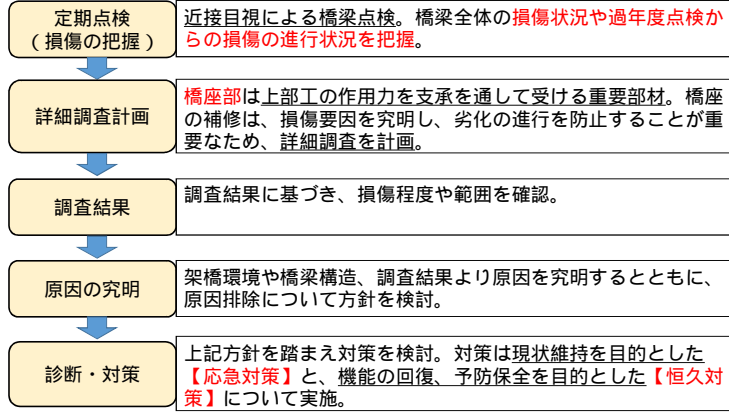 定期点検
（損傷の把握）
近接目視による橋梁点検。橋梁全体の損傷状況や過年度点検か
らの損傷の進行状況を把握。
詳細調査計画
橋座部は上部工の作用力を支承を通して受ける重要部材。橋座
の補修は、損傷要因を究明し、劣化の進行を防止することが重
要なため、詳細調査を計画。
調査結果
調査結果に基づき、損傷程度や範囲を確認。
原因の究明
架橋環境や橋梁構造、調査結果より原因を究明するとともに、
原因排除について方針を検討。
診断・対策
上記方針を踏まえ対策を検討。対策は現状維持を目的とした
【応急対策】と、機能の回復、予防保全を目的とした【恒久対
策】について実施。